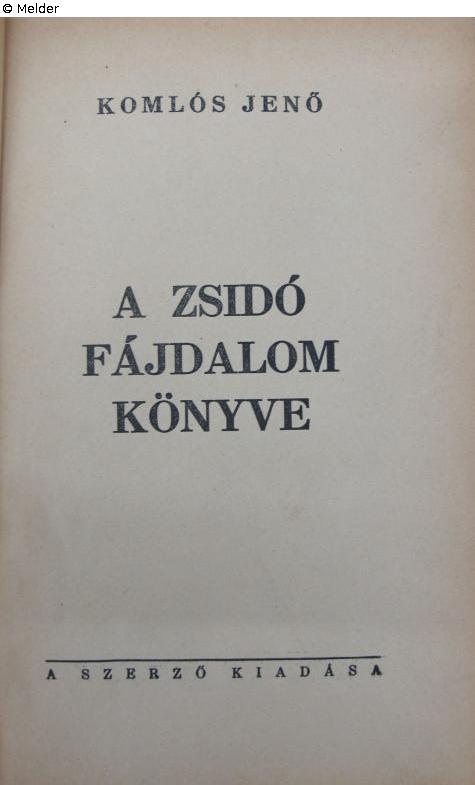 © Melder
KOMLÓS JENŐ
A ZSIDÓ
FÁJDALOM
KÖNYVE
A SZERZŐ KIADÁSA